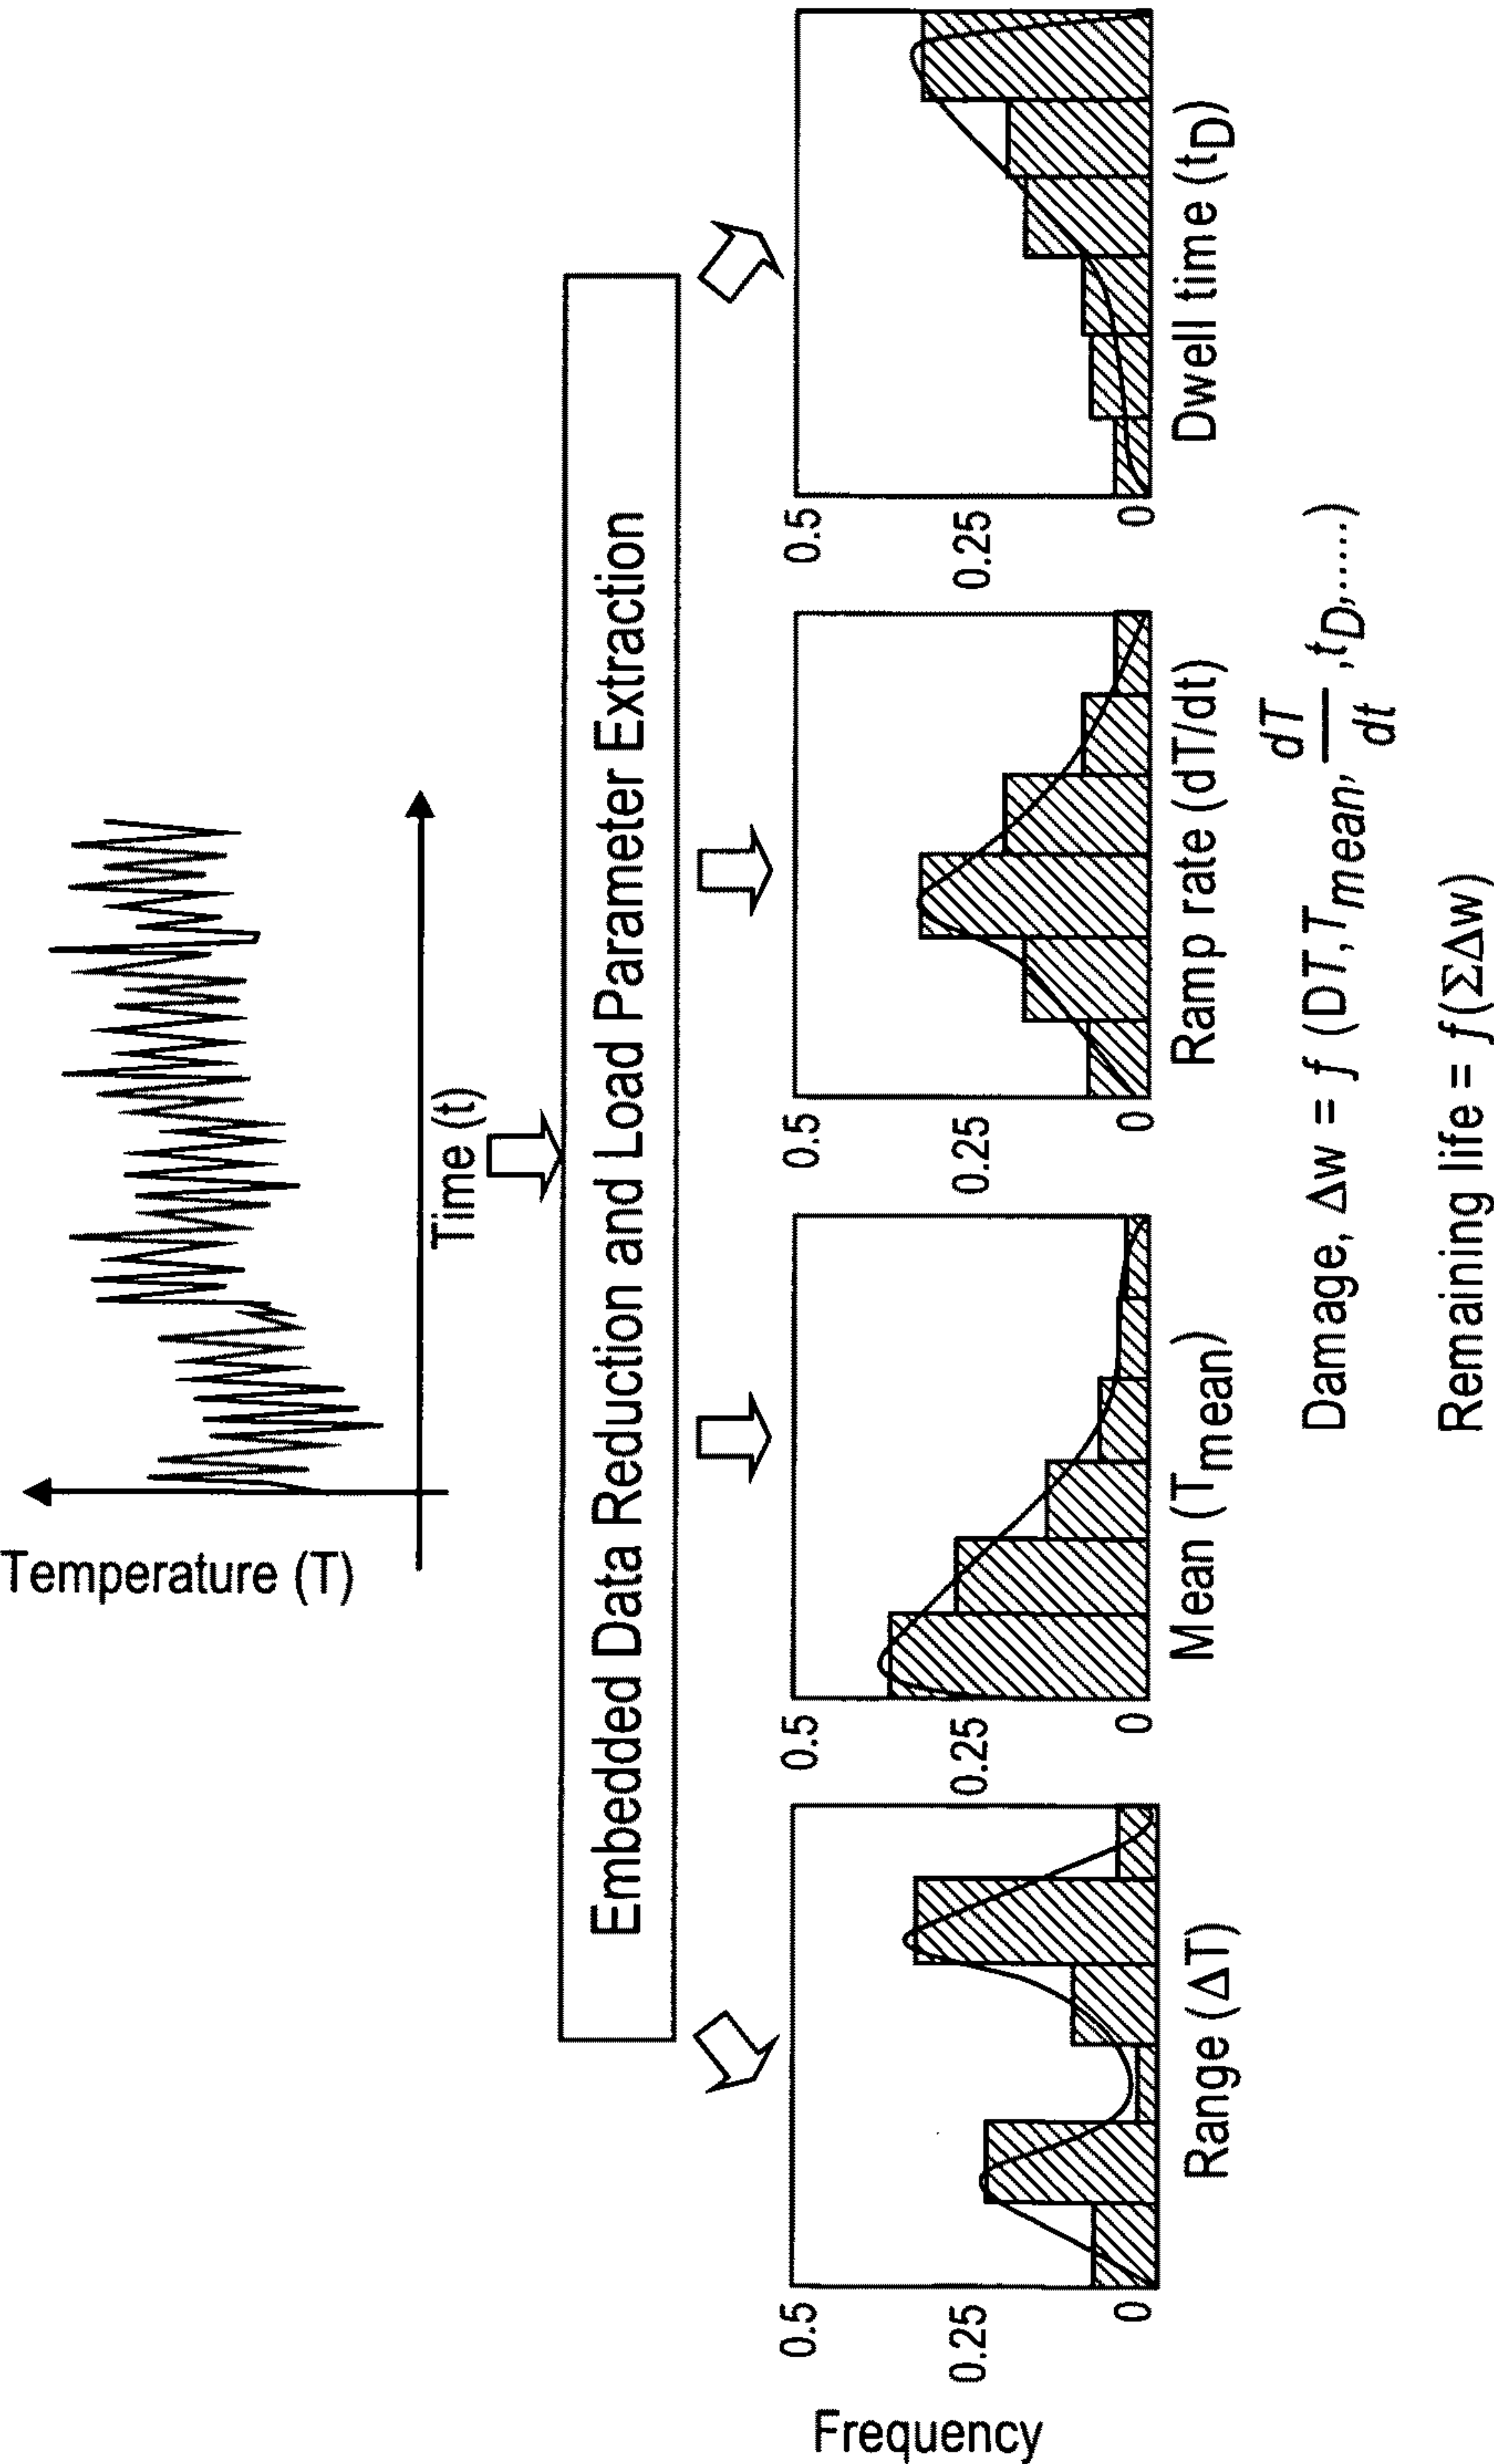 Temperature (T)
Time (t)
Embedded Data Reduction and Load Parameter Extraction
Frequency
0.5
0.25
0
Range (ΔT)
0.5
0.25
0
Mean (Tmean)
0.5
0.25
0
Ramp rate (dT/dt)
0.5
0.25
0
Dwell time (tD)
Damage, Δw = f (DT,Tmean, dT/dt ,tD,.....)
Remaining life = f(ΣΔw)